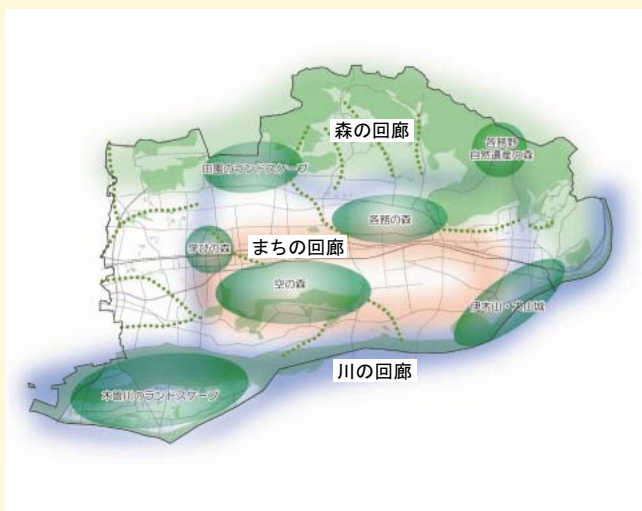 森の回廊
各務野
自然遺産の森
田園のランドスケープ
各務の森
学びの森
まちの回廊
空の森
伊木山・犬山城
川の回廊
木曽川のランドスケープ